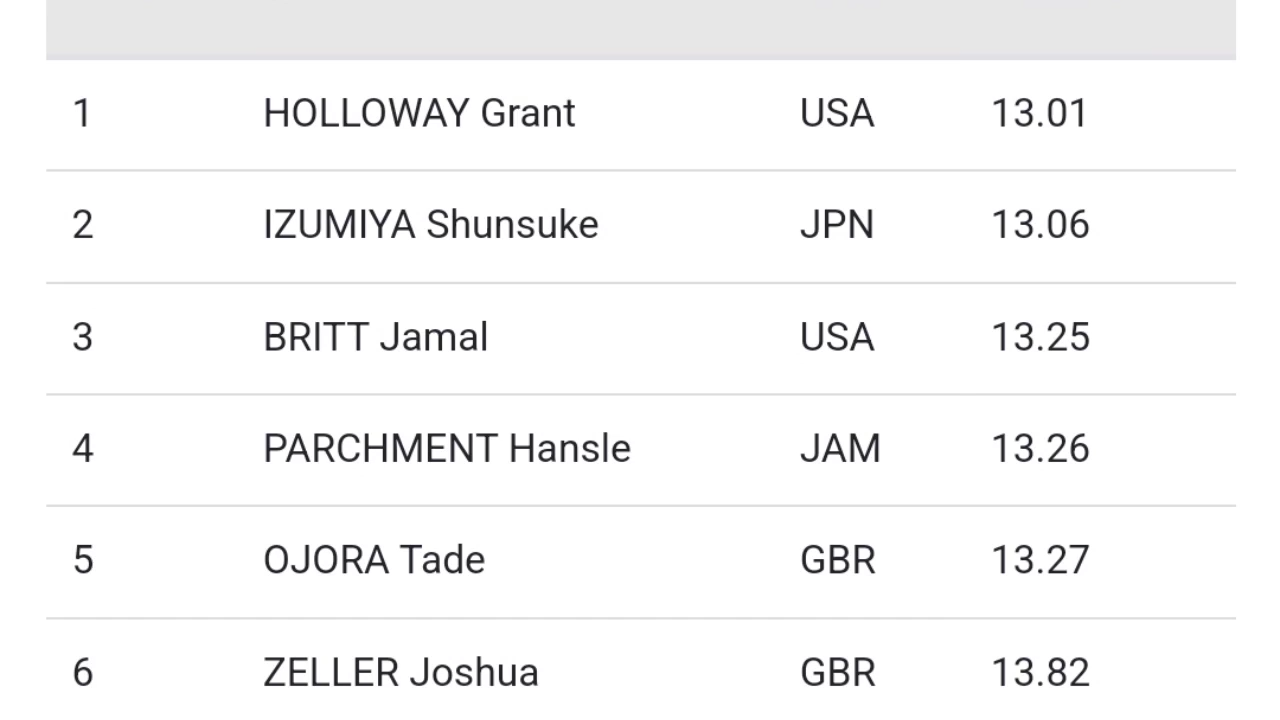 1 HOLLOWAY Grant USA 13.01
2 IZUMIYA Shunsuke JPN 13.06
3 BRITT Jamal USA 13.25
4 PARCHMENT Hansle JAM 13.26
5 OJORA Tade GBR 13.27
6 ZELLER Joshua GBR 13.82